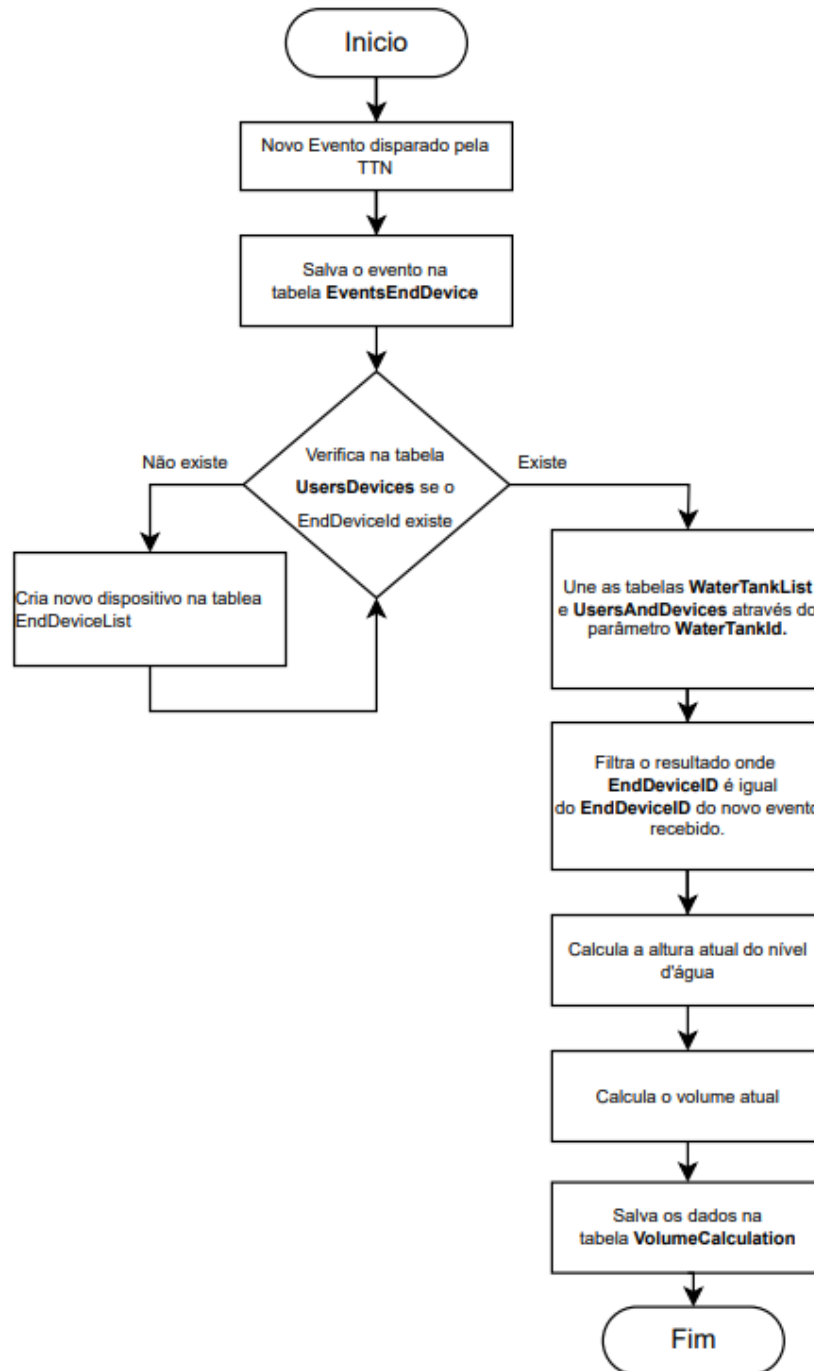 Inicio
Novo Evento disparado pela
TTN
Salva o evento na
tabela EventsEndDevice
Verifica na tabela
UsersDevices se o
EndDeviceId existe
Não existe
Existe
Cria novo dispositivo na tablea
EndDeviceList
Une as tabelas WaterTankList
e UsersAndDevices através do
parâmetro WaterTankId.
Filtra o resultado onde
EndDeviceID é igual
do EndDeviceID do novo evento
recebido.
Calcula a altura atual do nível
d'água
Calcula o volume atual
Salva os dados na
tabela VolumeCalculation
Fim